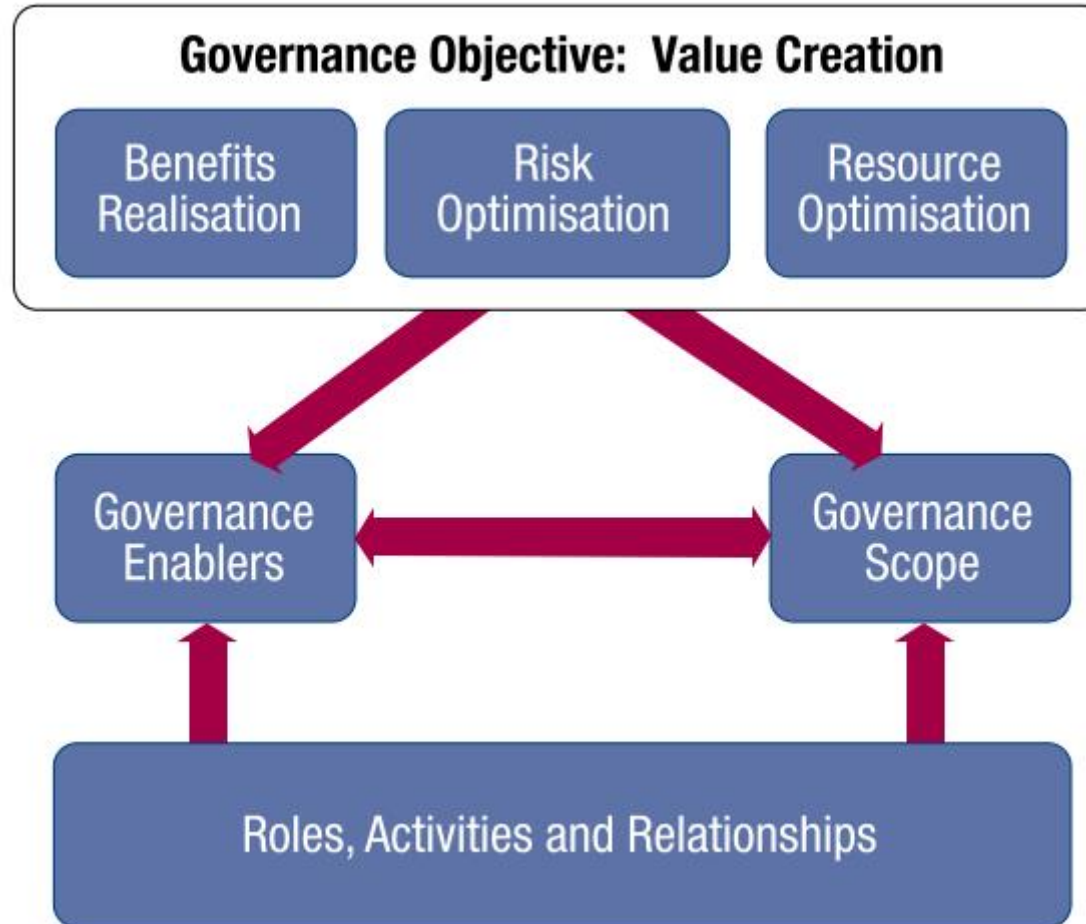 Governance Objective: Value Creation
Benefits
Realisation
Risk
Optimisation
Resource
Optimisation
Governance
Enablers
Governance
Scope
Roles, Activities and Relationships